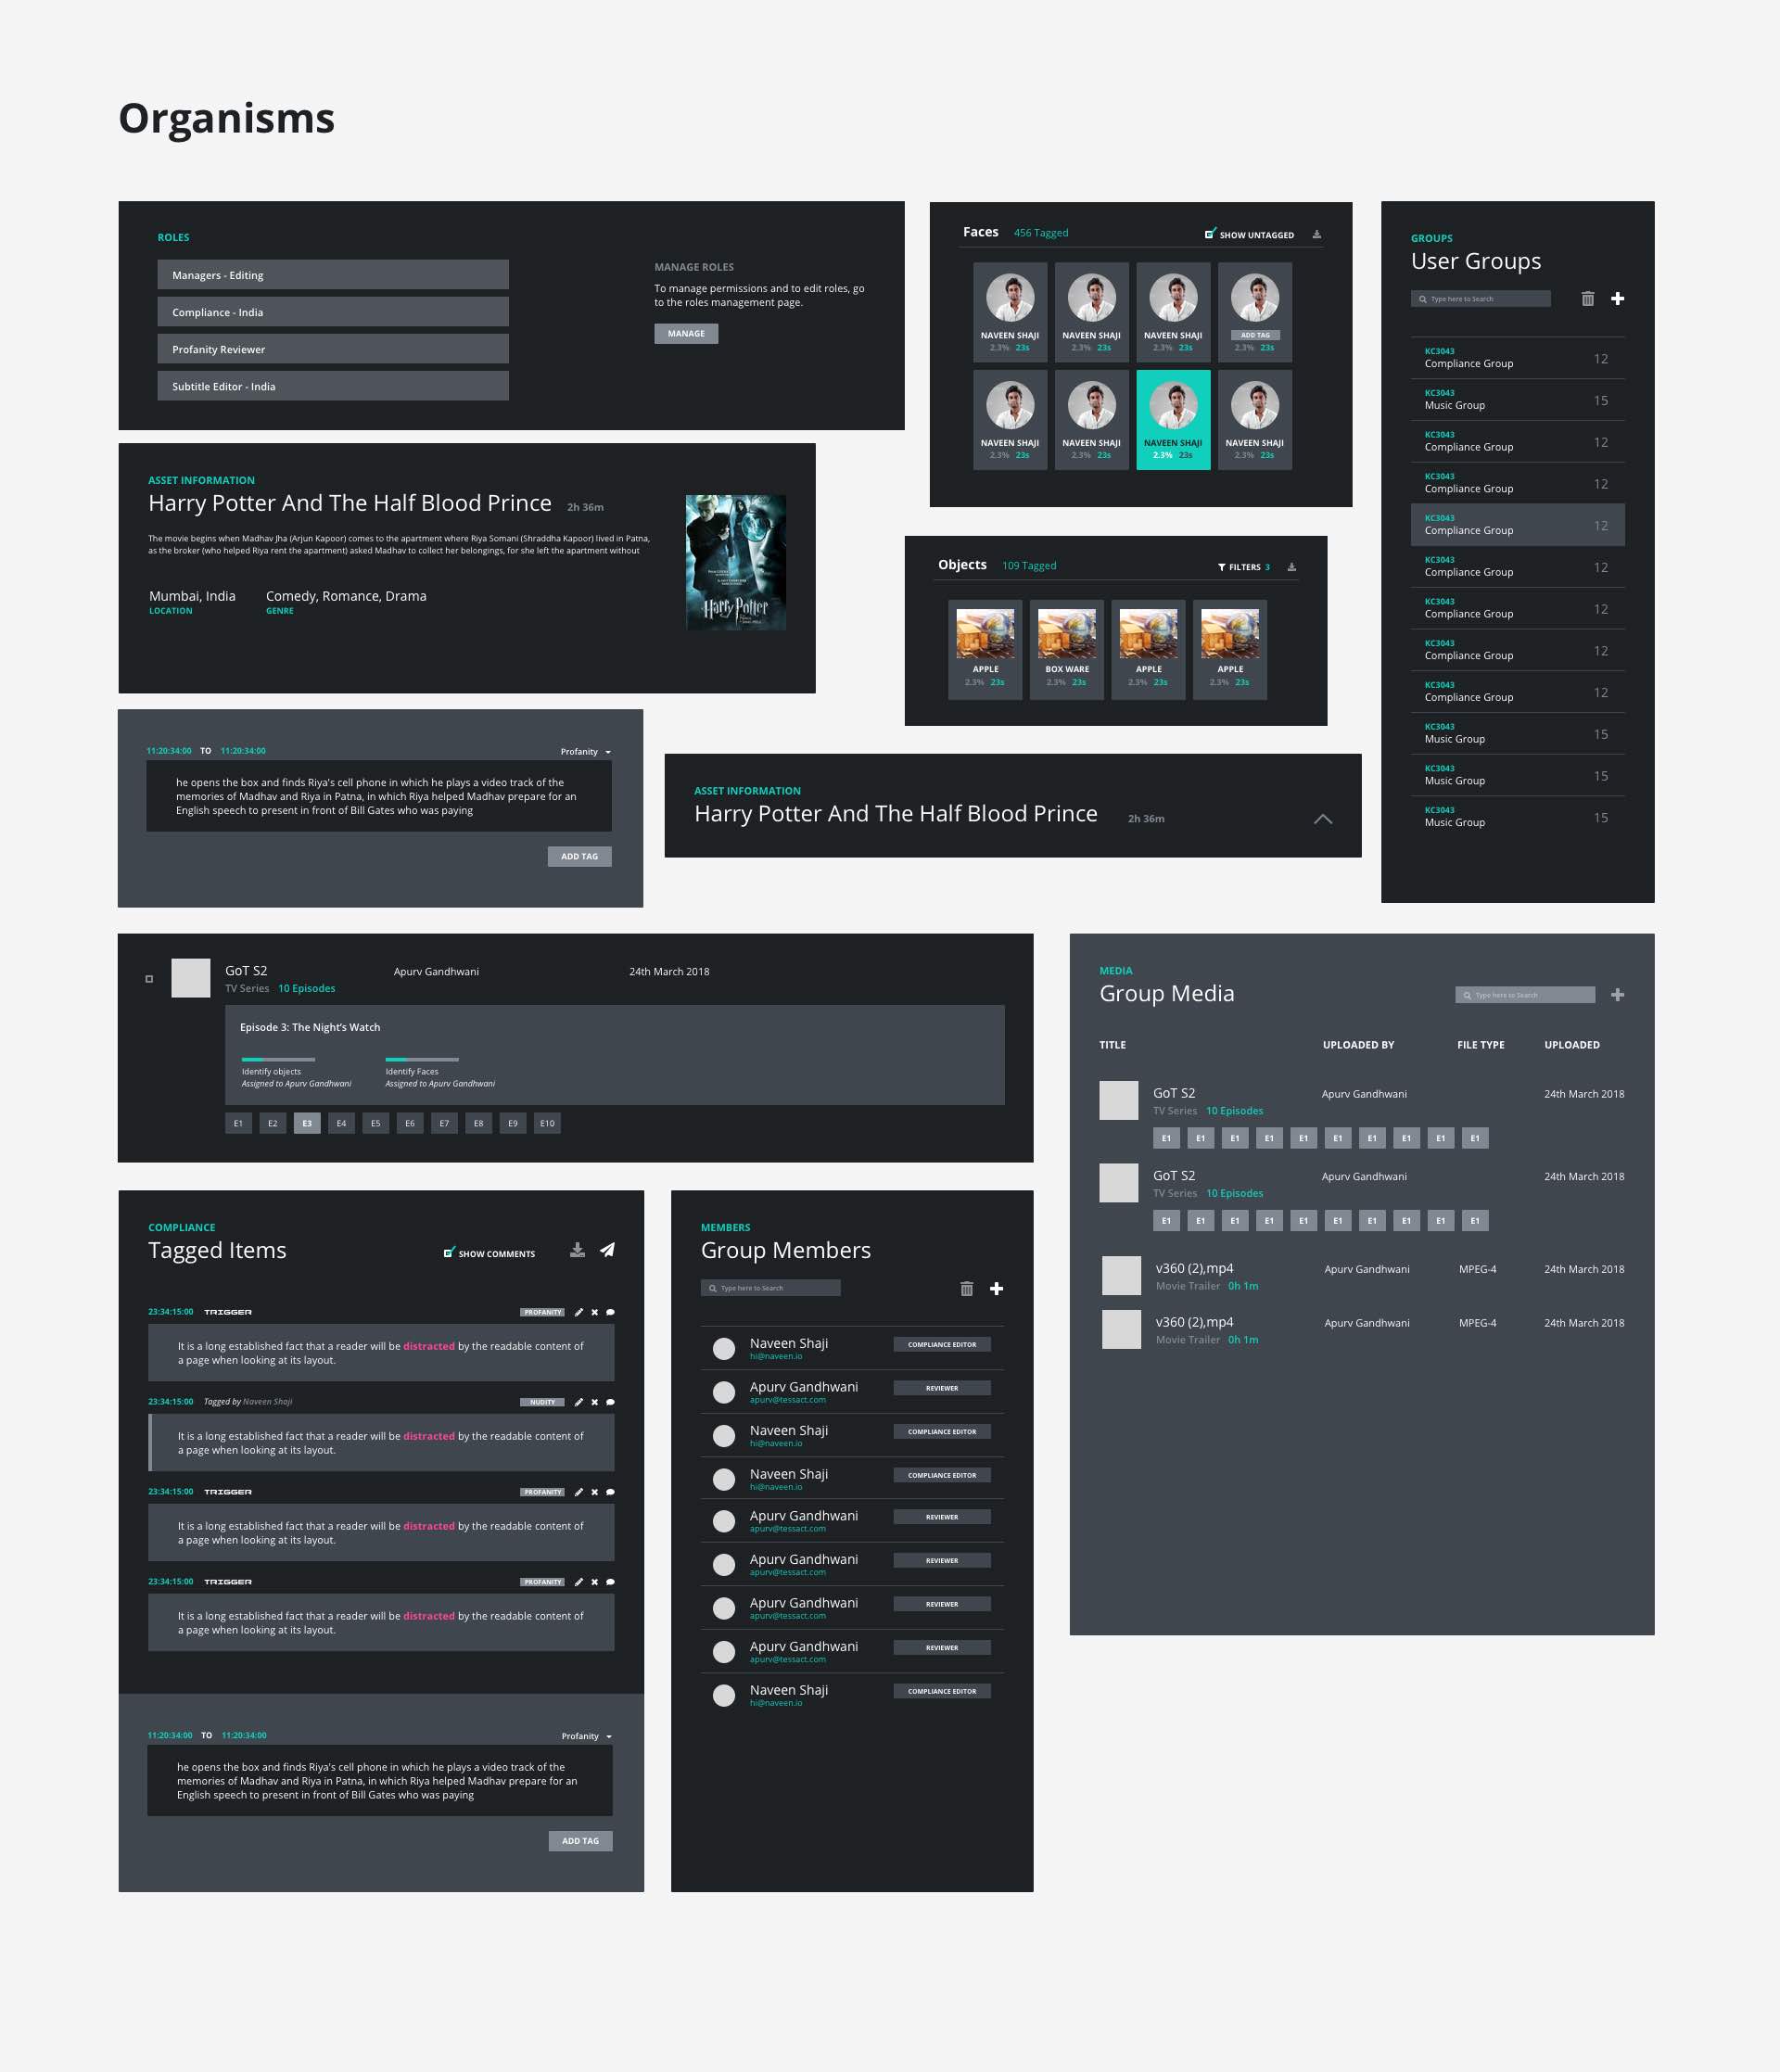 Organisms
ROLES
Managers - Editing
Compliance - India
Profanity Reviewer
Subtitle Editor - India
MANAGE ROLES
To manage permissions and to edit roles, go
to the roles management page.
MANAGE
Faces 456 Tagged SHOW UNTAGGED
NAVEEN SHAJI NAVEEN SHAJI NAVEEN SHAJI ADD TAG
2.3% 23s 2.3% 23s 2.3% 23s 2.3% 23s
NAVEEN SHAJI NAVEEN SHAJI NAVEEN SHAJI NAVEEN SHAJI
2.3% 23s 2.3% 23s 2.3% 23s 2.3% 23s
GROUPS
User Groups
Type here to Search
KC3043
Compliance Group 12
KC3043
Music Group 15
KC3043
Compliance Group 12
KC3043
Compliance Group 12
KC3043
Compliance Group 12
KC3043
Compliance Group 12
KC3043
Compliance Group 12
KC3043
Compliance Group 12
KC3043
Compliance Group 12
KC3043
Music Group 15
KC3043
Music Group 15
KC3043
Music Group 15
ASSET INFORMATION
Harry Potter And The Half Blood Prince 2h 36m
The movie begins when Madhav Jha (Arjun Kapoor) comes to the apartment where Riya Somani (Shraddha Kapoor) lived in Patna,
as the broker (who helped Riya rent the apartment) asked Madhav to collect her belongings, for she left the apartment without
Mumbai, India Comedy, Romance, Drama
LOCATION GENRE
Harry Potter
Objects 109 Tagged FILTERS 3
APPLE BOX WARE APPLE APPLE
2.3% 23s 2.3% 23s 2.3% 23s 2.3% 23s
11:20:34:00 TO 11:20:34:00 Profanity
he opens the box and finds Riya's cell phone in which he plays a video track of the
memories of Madhav and Riya in Patna, in which Riya helped Madhav prepare for an
English speech to present in front of Bill Gates who was paying
ADD TAG
ASSET INFORMATION
Harry Potter And The Half Blood Prince 2h 36m
GoT S2 Apurv Gandhwani 24th March 2018
TV Series 10 Episodes
Episode 3: The Night's Watch
Identify objects Identify Faces
Assigned to Apurv Gandhwani Assigned to Apurv Gandhwani
E1 E2 E3 E4 E5 E6 E7 E8 E9 E10
MEDIA
Group Media
Type here to Search
TITLE UPLOADED BY FILE TYPE UPLOADED
GoT S2 Apurv Gandhwani 24th March 2018
TV Series 10 Episodes
E1 E1 E1 E1 E1 E1 E1 E1 E1 E1
GoT S2 Apurv Gandhwani 24th March 2018
TV Series 10 Episodes
E1 E1 E1 E1 E1 E1 E1 E1 E1 E1
v360 (2),mp4 Apurv Gandhwani MPEG-4 24th March 2018
Movie Trailer 0h 1m
v360 (2),mp4 Apurv Gandhwani MPEG-4 24th March 2018
Movie Trailer 0h 1m
COMPLIANCE
Tagged Items SHOW COMMENTS
23:34:15:00 TRIGGER PROFANITY
It is a long established fact that a reader will be distracted by the readable content of
a page when looking at its layout.
23:34:15:00 Tagged by Naveen Shaji NUDITY
It is a long established fact that a reader will be distracted by the readable content of
a page when looking at its layout.
23:34:15:00 TRIGGER PROFANITY
It is a long established fact that a reader will be distracted by the readable content of
a page when looking at its layout.
23:34:15:00 TRIGGER PROFANITY
It is a long established fact that a reader will be distracted by the readable content of
a page when looking at its layout.
11:20:34:00 TO 11:20:34:00 Profanity
he opens the box and finds Riya's cell phone in which he plays a video track of the
memories of Madhav and Riya in Patna, in which Riya helped Madhav prepare for an
English speech to present in front of Bill Gates who was paying
ADD TAG
MEMBERS
Group Members
Type here to Search
Naveen Shaji COMPLIANCE EDITOR
hi@naveen.io
Apurv Gandhwani REVIEWER
apurv@tessact.com
Naveen Shaji COMPLIANCE EDITOR
hi@naveen.io
Naveen Shaji COMPLIANCE EDITOR
hi@naveen.io
Apurv Gandhwani REVIEWER
apurv@tessact.com
Apurv Gandhwani REVIEWER
apurv@tessact.com
Apurv Gandhwani REVIEWER
apurv@tessact.com
Apurv Gandhwani REVIEWER
apurv@tessact.com
Naveen Shaji COMPLIANCE EDITOR
hi@naveen.io